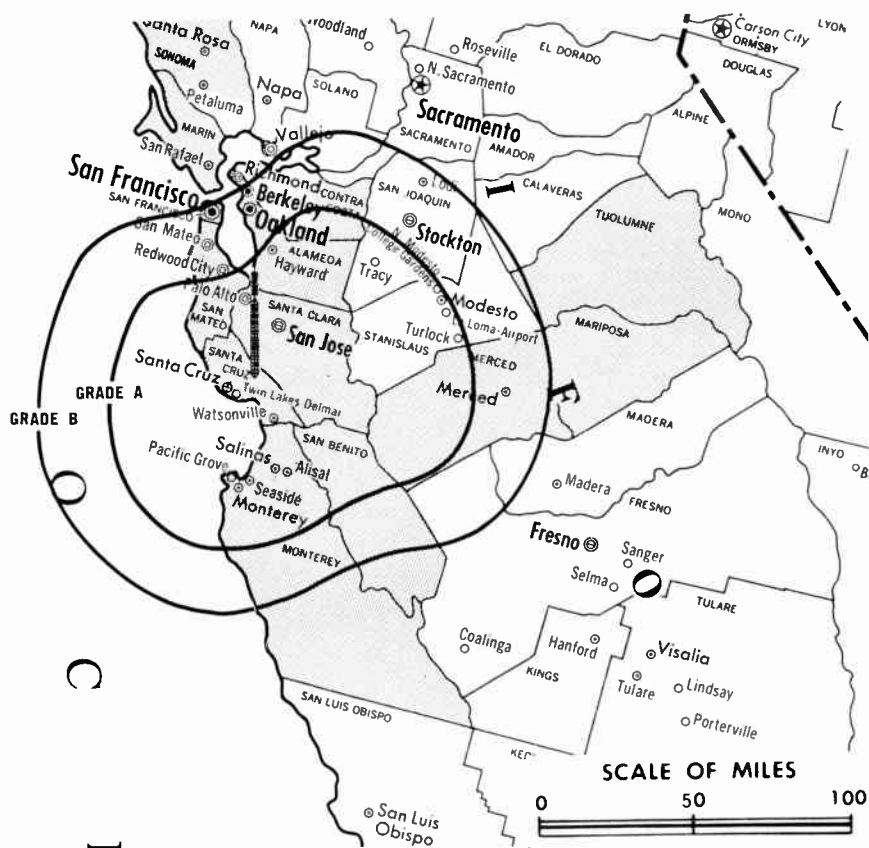 Santa Rosa
NAPA
Woodland
Roseville
Carson City
LYON
ORMSBY
SONOMA
EL DORADO
DOUGLAS
N. Sacramento
Petaluma
Napa
SOLANO
Sacramento
ALPINE
MARIN
Vallejo
SACRAMENTO
AMADOR
San Rafael
Richmond
CONTRA
COSTA
Lodi
CALAVERAS
I
San Francisco
Berkeley
SAN JOAQUIN
SAN FRANCISCO
Oakland
Stockton
TUOLUMNE
MONO
San Mateo
ALAMEDA
N. Modesto
College Gardens
Redwood City
Hayward
Tracy
Palo Alto
SANTA CLARA
Modesto
SAN
MATEO
San Jose
STANISLAUS
Turlock
Loma-Airport
MARIPOSA
SANTA
CRUZ
MERCED
Santa Cruz
Twin Lakes Delmar
Merced
F
GRADE B
GRADE A
Watsonville
MADERA
SAN BENITO
Salinas
Alisal
INYO
B
Pacific Grove
Seaside
Madera
O
Monterey
FRESNO
MONTEREY
Fresno
Sanger
Selma
O
TULARE
Coalinga
Hanford
Visalia
C
KINGS
Tulare
Lindsay
SAN LUIS OBISPO
Porterville
SCALE OF MILES
0 50 100
San Luis
Obispo